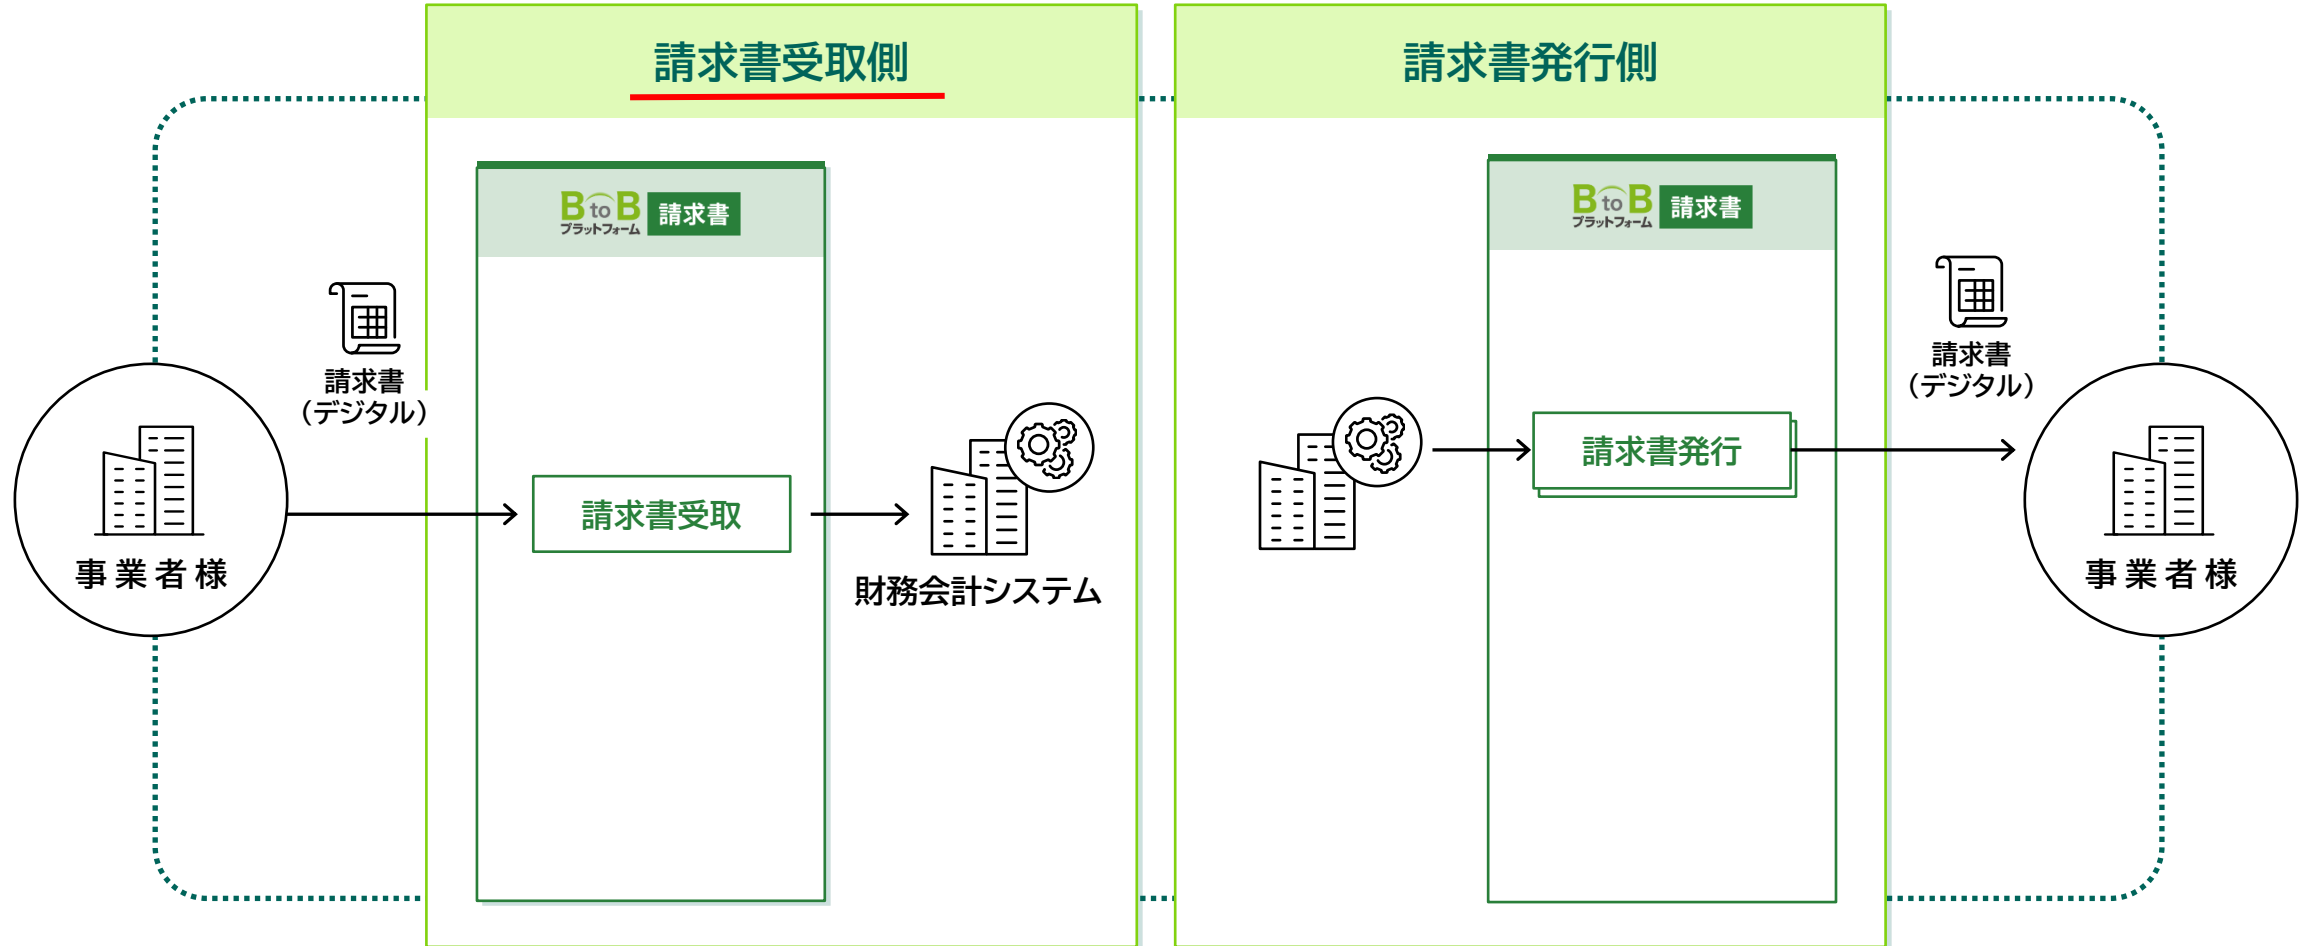 請求書受取側
請求書発行側
BtoB
プラットフォーム
請求書
BtoB
プラットフォーム
請求書
請求書
（デジタル）
請求書
（デジタル）
請求書受取
請求書発行
事業者様
財務会計システム
事業者様